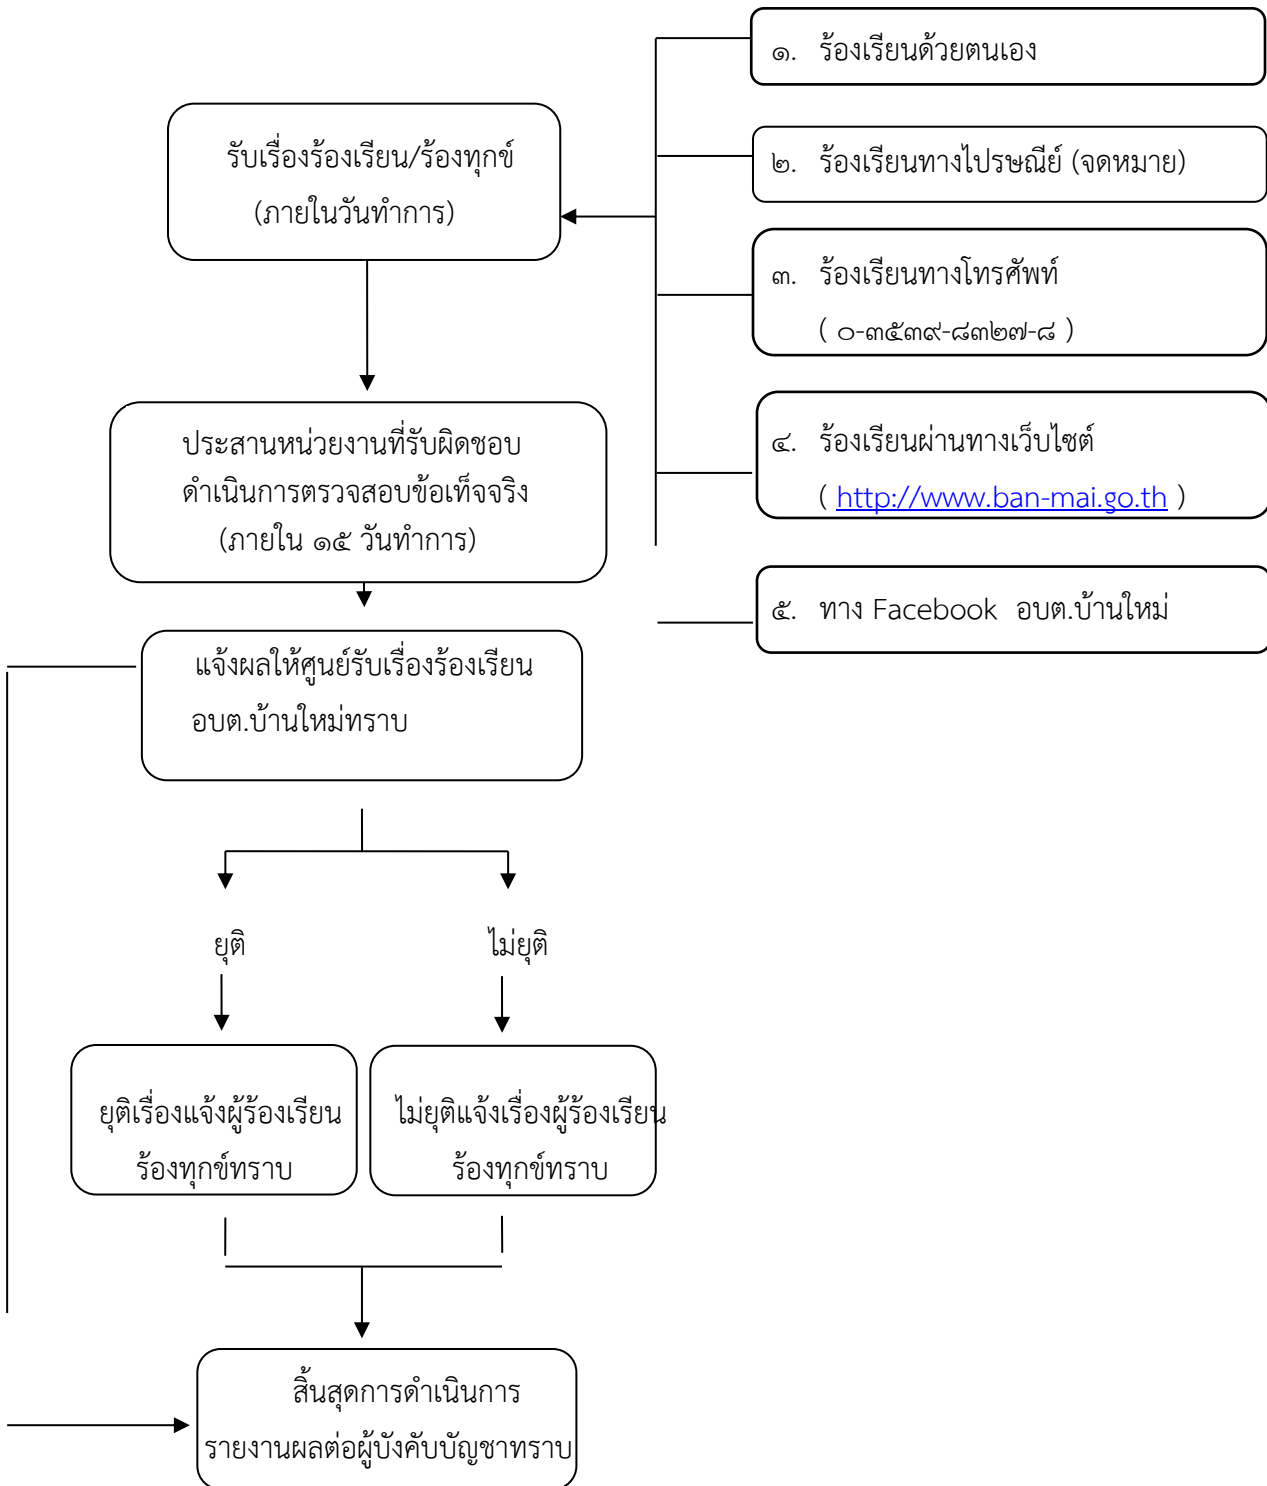 ๑. ร้องเรียนด้วยตนเอง
รับเรื่องร้องเรียน/ร้องทุกข์
(ภายในวันทำการ)
๒. ร้องเรียนทางไปรษณีย์ (จดหมาย)
๓. ร้องเรียนทางโทรศัพท์
( ๐-๓๕๓๙-๘๓๒๗-๘ )
๔. ร้องเรียนผ่านทางเว็บไซต์
( http://www.ban-mai.go.th )
๕. ทาง Facebook อบต.บ้านใหม่
ประสานหน่วยงานที่รับผิดชอบ
ดำเนินการตรวจสอบข้อเท็จจริง
(ภายใน ๑๕ วันทำการ)
แจ้งผลให้ศูนย์รับเรื่องร้องเรียน
อบต.บ้านใหม่ทราบ
ยุติ
ไม่ยุติ
ยุติเรื่องแจ้งผู้ร้องเรียน
ร้องทุกข์ทราบ
ไม่ยุติแจ้งเรื่องผู้ร้องเรียน
ร้องทุกข์ทราบ
สิ้นสุดการดำเนินการ
รายงานผลต่อผู้บังคับบัญชาทราบ